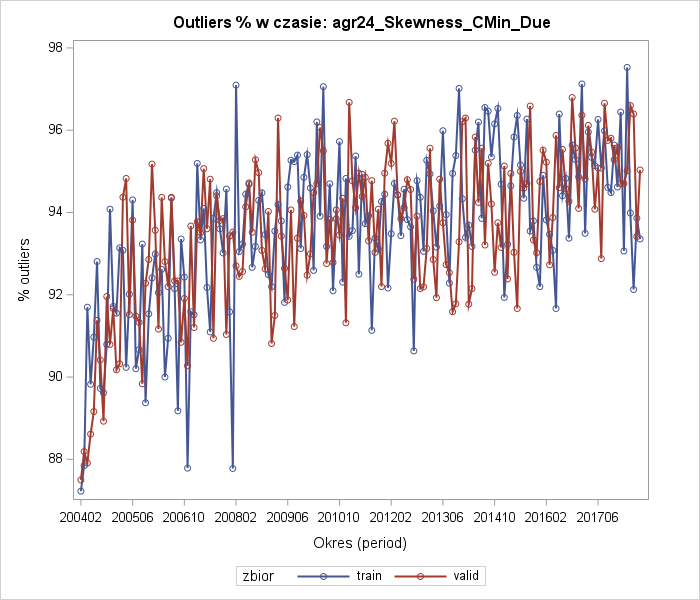 Outliers % w czasie: agr24_Skewness_CMin_Due
98
96
94
92
90
88
% outliers
200402 200506 200610 200802 200906 201010 201202 201306 201410 201602 201706
Okres (period)
zbior train valid